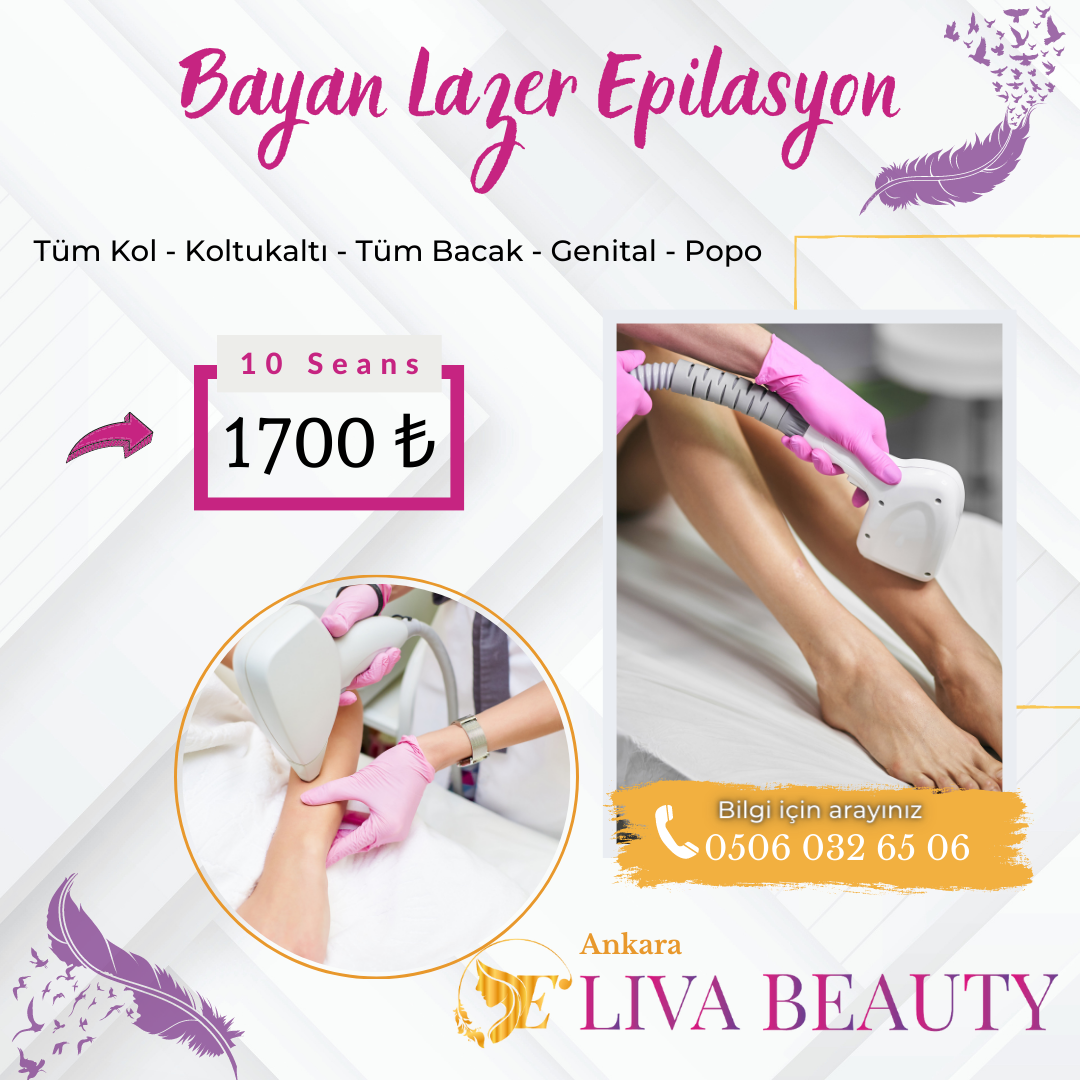 Bayan Lazer Epilasyon
Tüm Kol - Koltukaltı - Tüm Bacak - Genital - Popo
10 Seans
1700 ₺
Bilgi için arayınız
0506 032 65 06
Ankara
E' LIVA BEAUTY